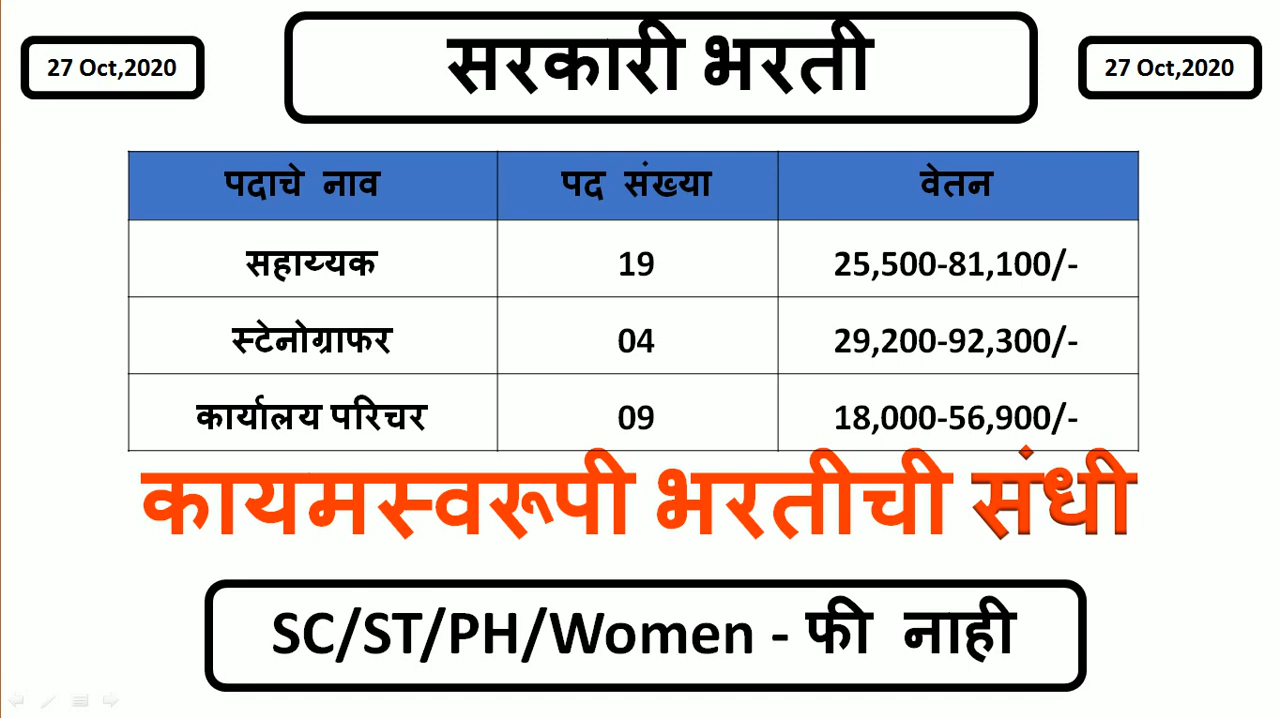 27 Oct,2020
सरकारी भरती
27 Oct,2020
पदाचे नाव पद संख्या वेतन
सहाय्यक 19 25,500-81,100/-
स्टेनोग्राफर 04 29,200-92,300/-
कार्यालय परिचर 09 18,000-56,900/-
कायमस्वरूपी भरतीची संधी
SC/ST/PH/Women - फी नाही